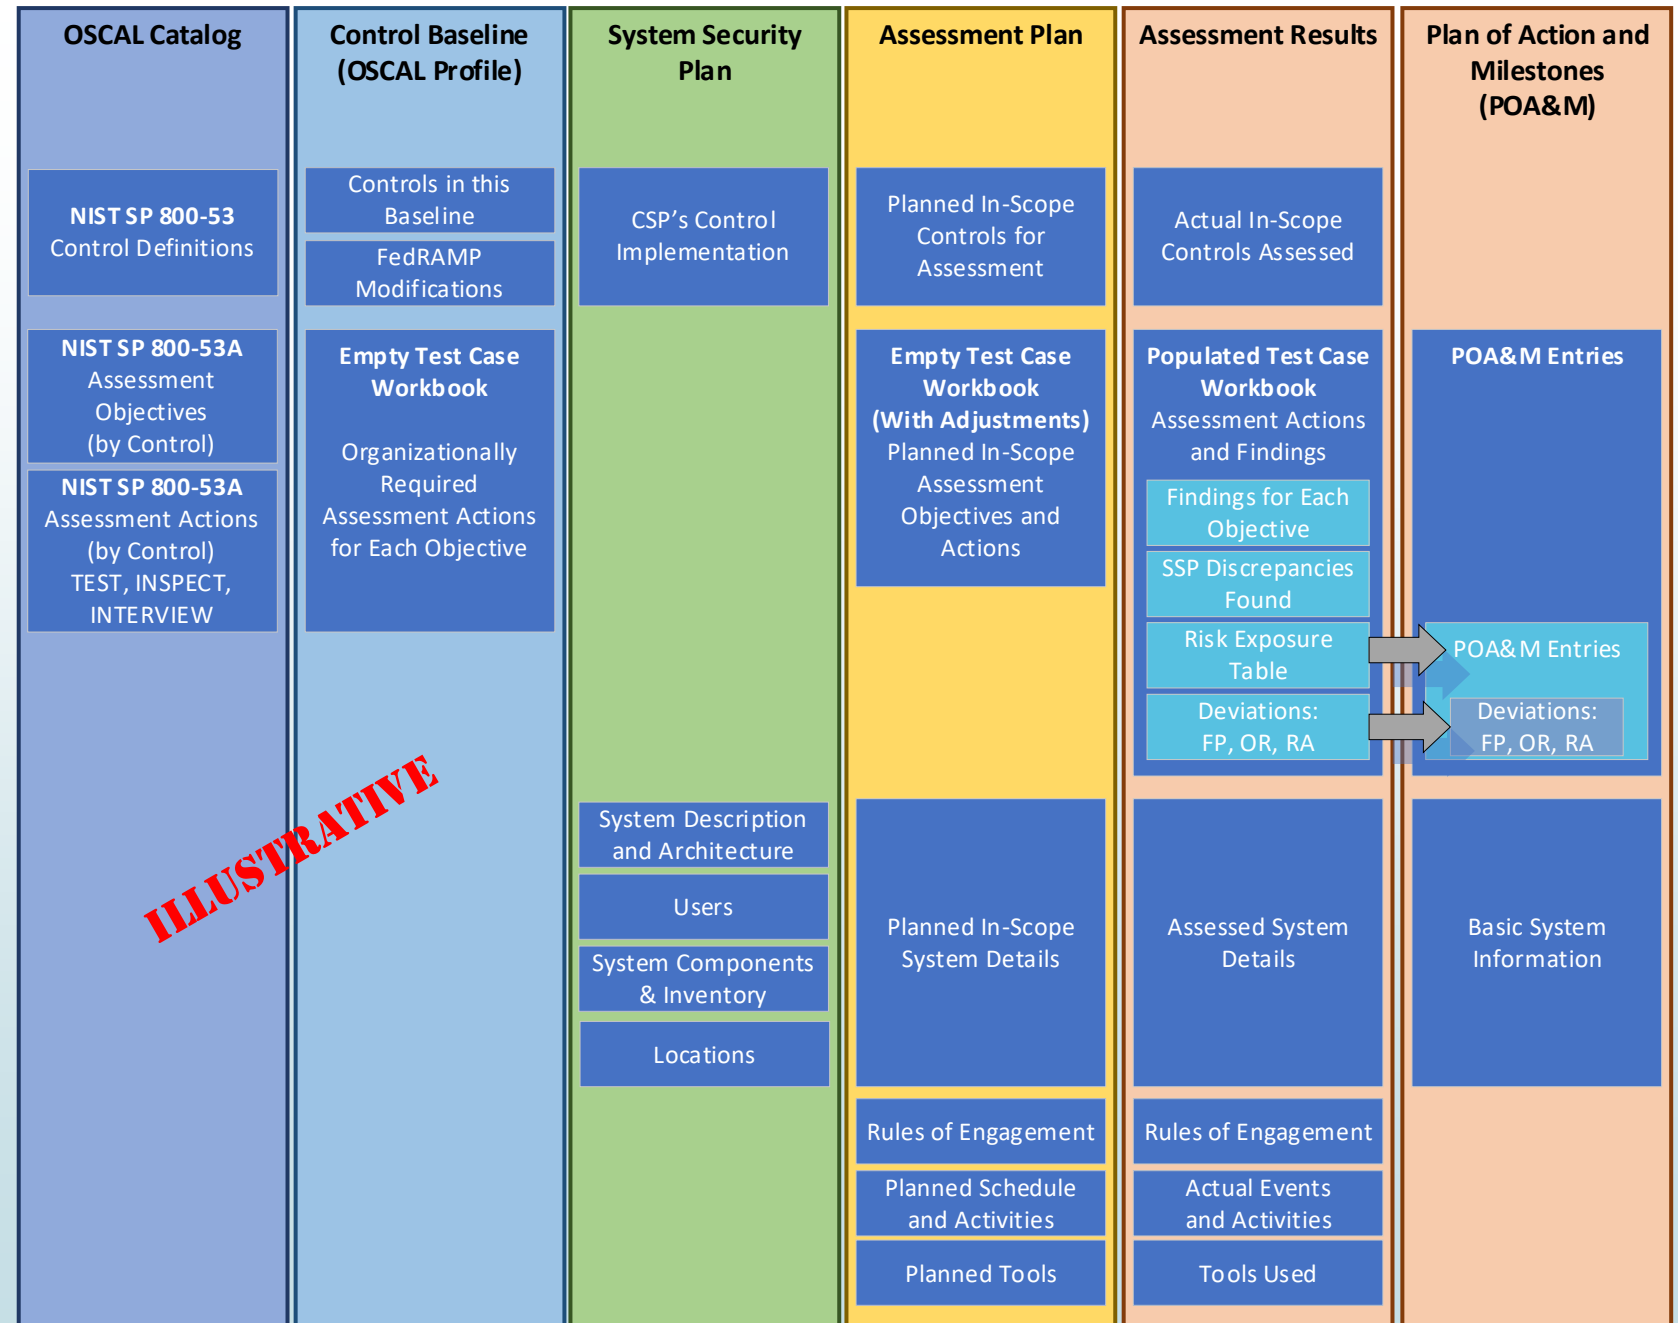 OSCAL Catalog
NIST SP 800-53
Control Definitions
NIST SP 800-53A
Assessment
Objectives
(by Control)
NIST SP 800-53A
Assessment Actions
(by Control)
TEST, INSPECT,
INTERVIEW
Control Baseline
(OSCAL Profile)
Controls in this
Baseline
FedRAMP
Modifications
Empty Test Case
Workbook
Organizationally
Required
Assessment Actions
for Each Objective
ILLUSTRATIVE
System Security
Plan
CSP’s Control
Implementation
System Description
and Architecture
Users
System Components
& Inventory
Locations
Assessment Plan
Planned In-Scope
Controls for
Assessment
Empty Test Case
Workbook
(With Adjustments)
Planned In-Scope
Assessment
Objectives and
Actions
Planned In-Scope
System Details
Rules of Engagement
Planned Schedule
and Activities
Planned Tools
Assessment Results
Actual In-Scope
Controls Assessed
Populated Test Case
Workbook
Assessment Actions
and Findings
Findings for Each
Objective
SSP Discrepancies
Found
Risk Exposure
Table
Deviations:
FP, OR, RA
Assessed System
Details
Rules of Engagement
Actual Events
and Activities
Tools Used
Plan of Action and
Milestones
(POA&M)
POA&M Entries
POA&M Entries
Deviations:
FP, OR, RA
Basic System
Information